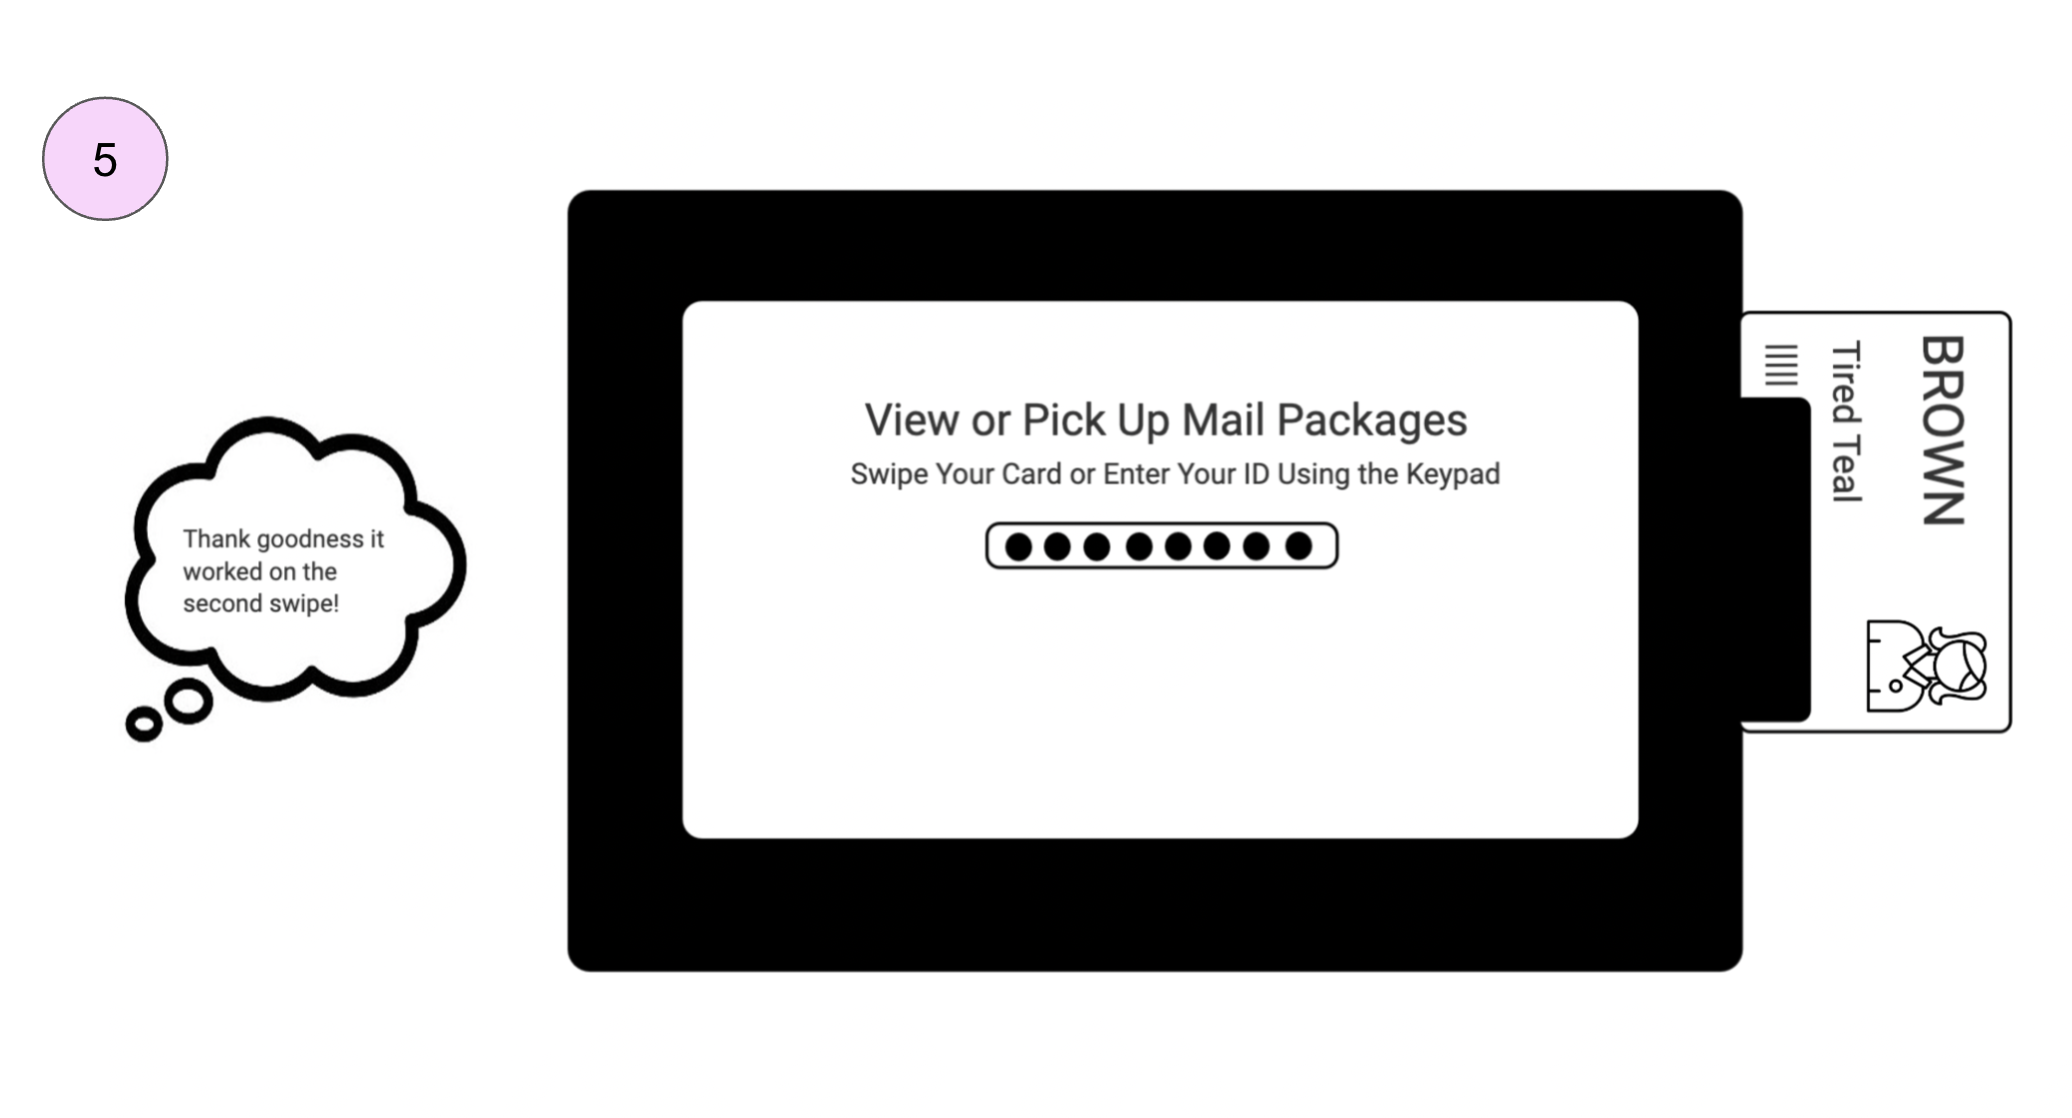 5
View or Pick Up Mail Packages
Swipe Your Card or Enter Your ID Using the Keypad
Thank goodness it
worked on the
second swipe!
BROWN
Tired Teal